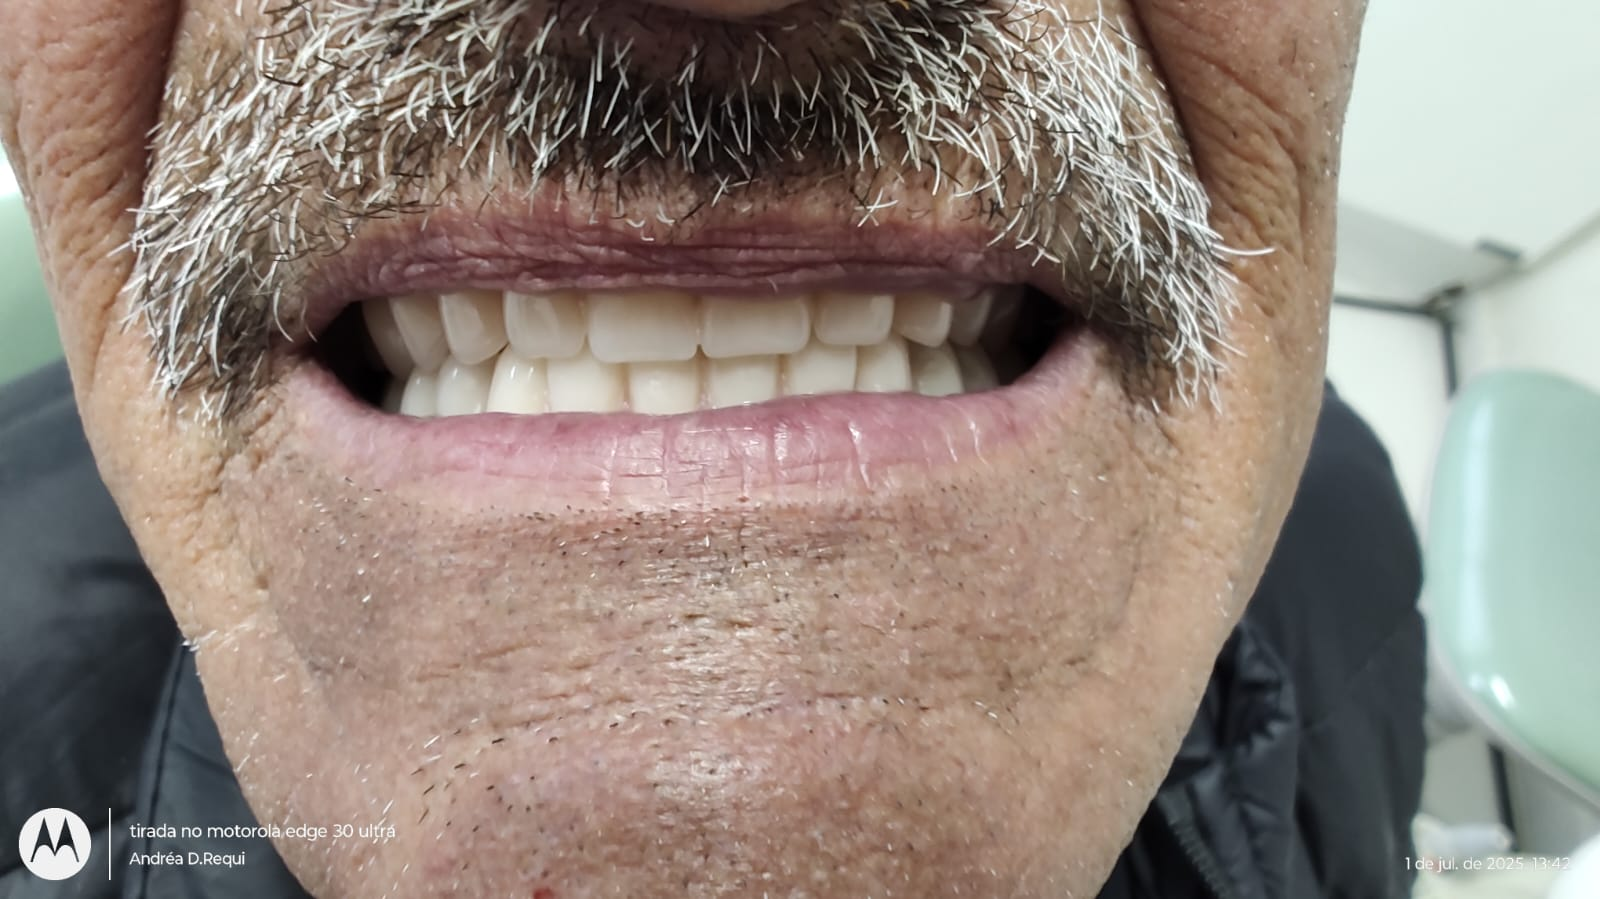 tirada no motorola edge 30 ultra
Andréa D.Requi
1 de jul. de 2025 13:42